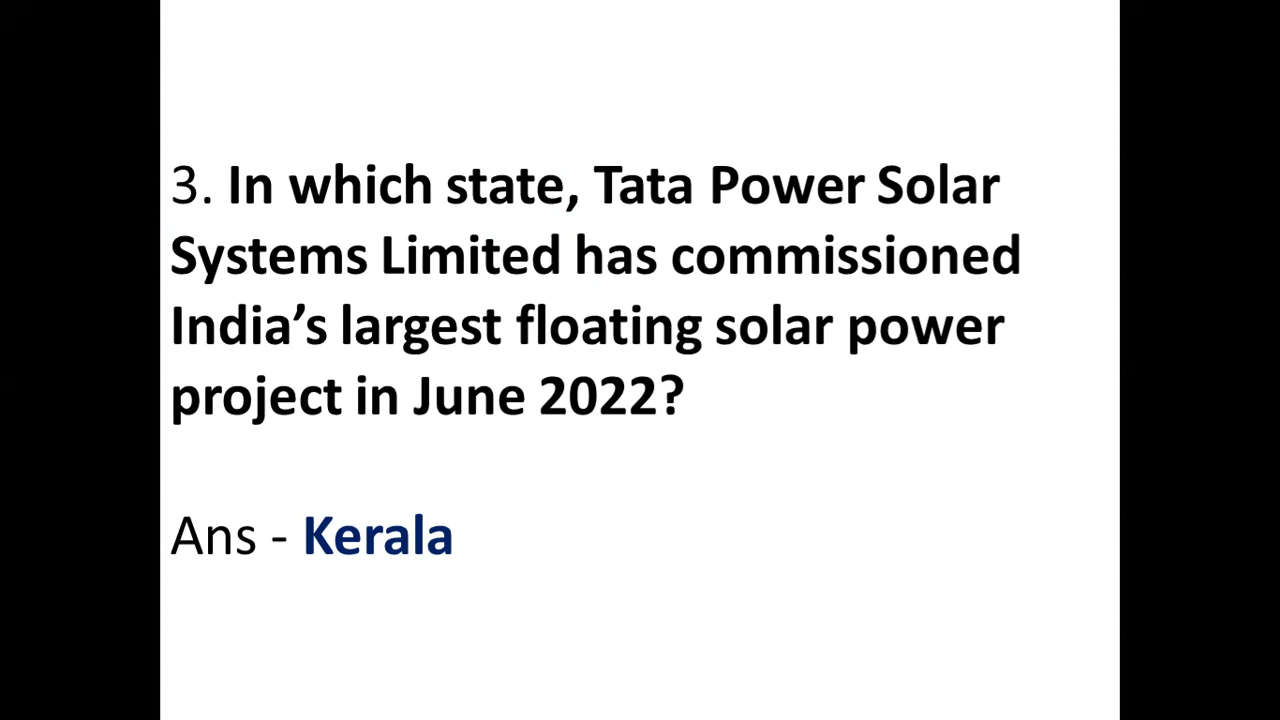 3. In which state, Tata Power Solar
Systems Limited has commissioned
India’s largest floating solar power
project in June 2022?
Ans - Kerala